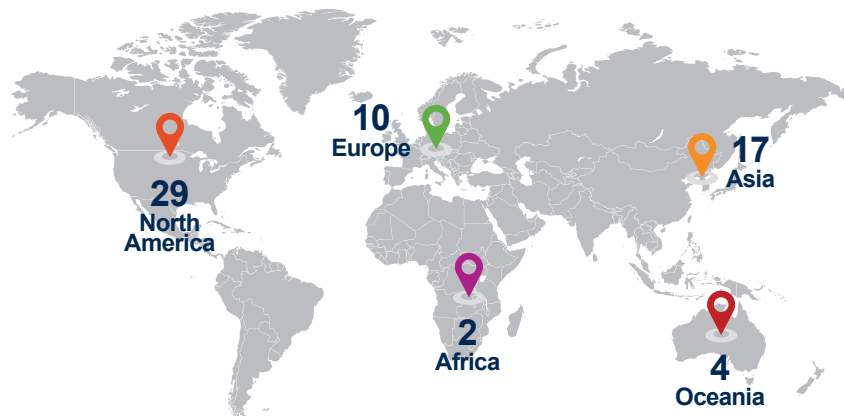 10
Europe
17
Asia
29
North
America
2
Africa
4
Oceania